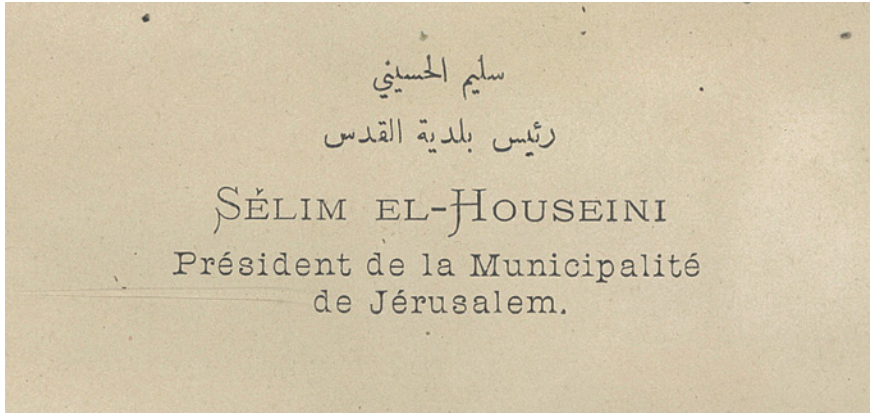 سليم الحسيني
رئيس بلدية القدس
SÉLIM EL-HOUSEINI
Président de la Municipalité
de Jérusalem.